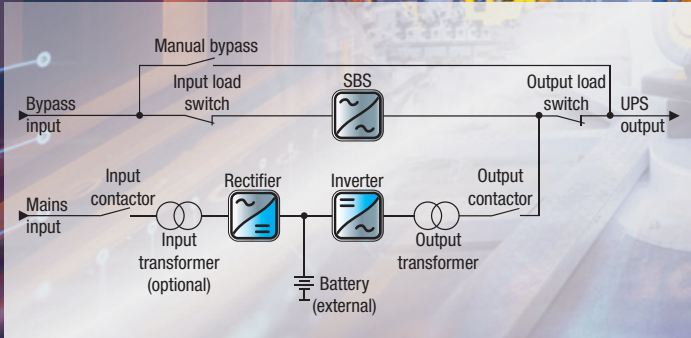 Manual bypass
Input load
switch
SBS
Output load
switch
Bypass
input
UPS
output
Mains
input
Input
contactor
Rectifier
Inverter
Output
contactor
Input
transformer
(optional)
Output
transformer
Battery
(external)